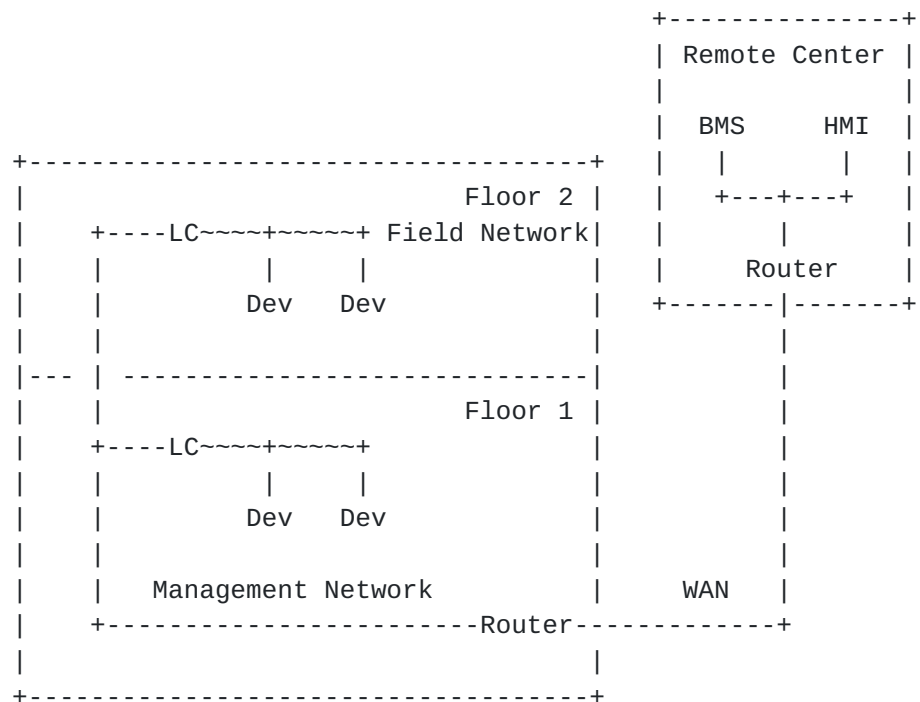 Remote Center
BMS HMI
Floor 2
LC Field Network
Router
Dev Dev
Floor 1
LC
Dev Dev
Management Network WAN
Router